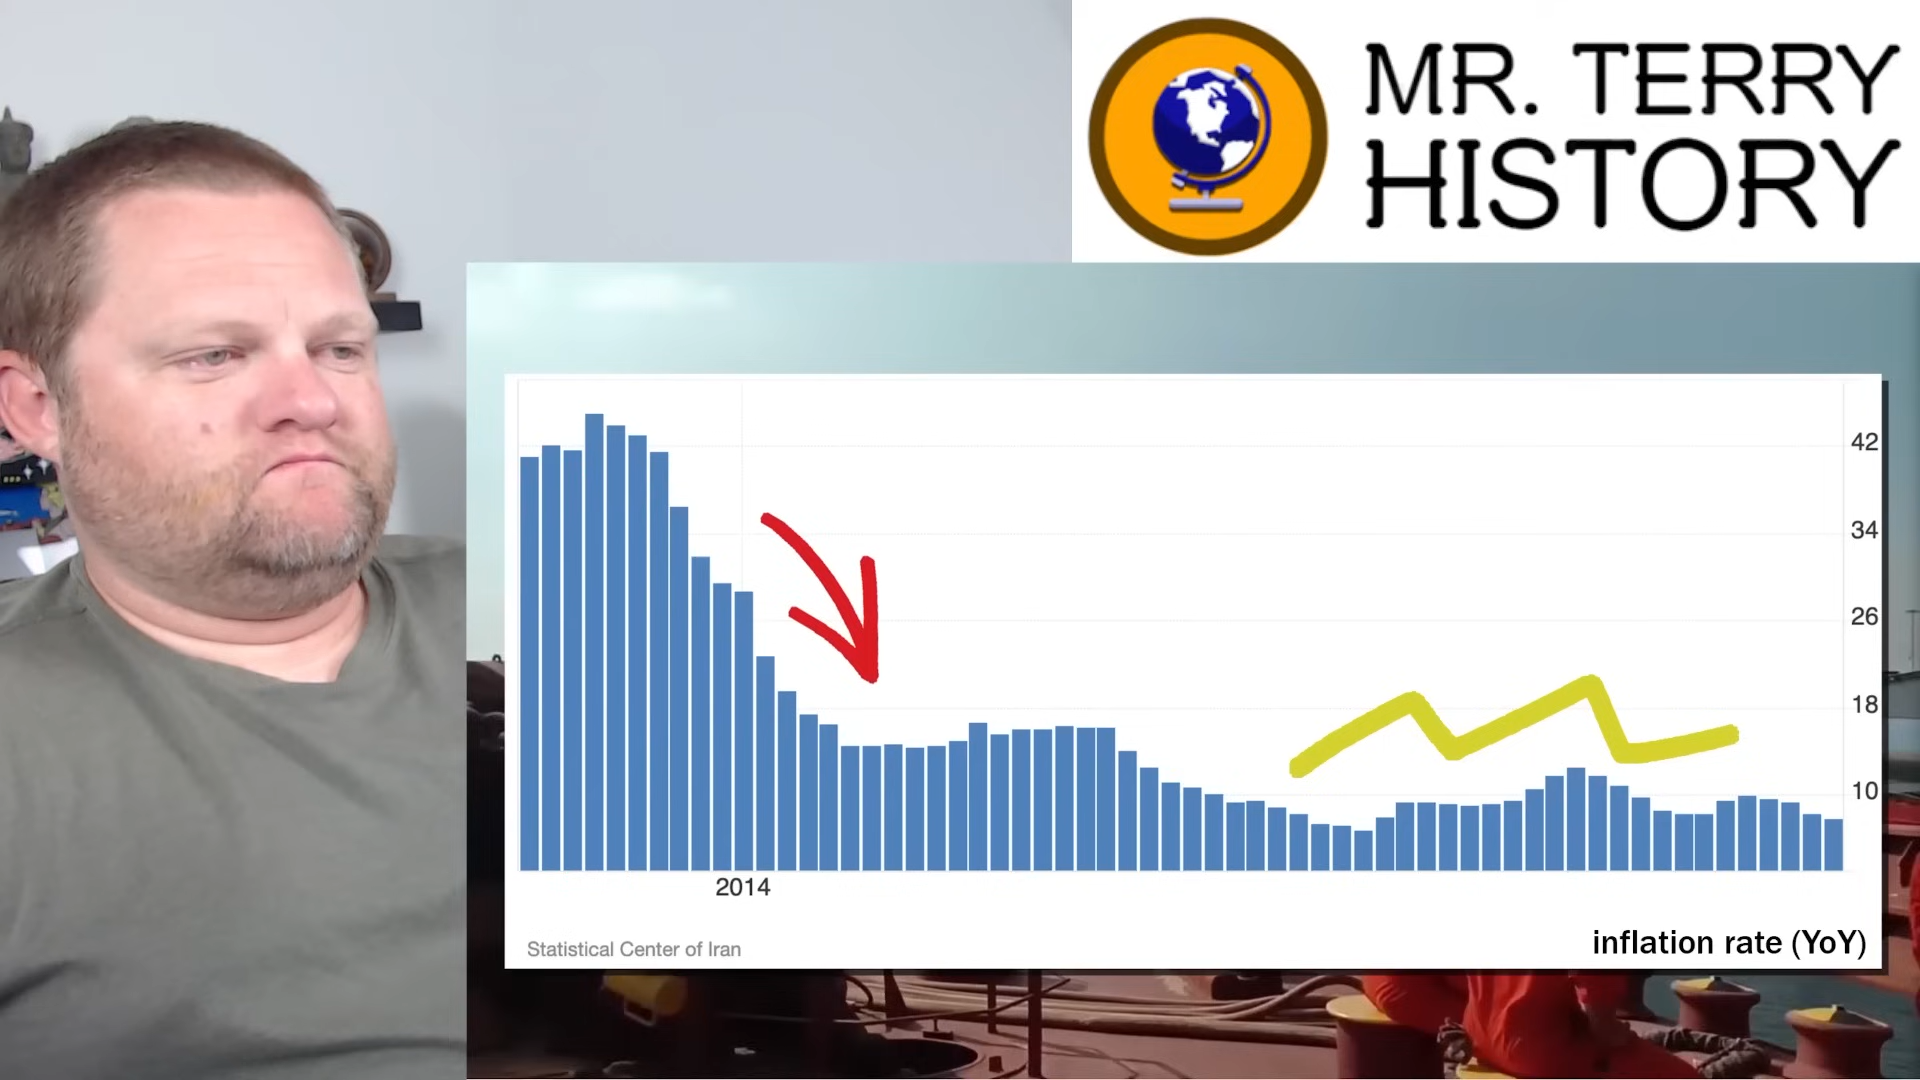 MR. TERRY
HISTORY
42
34
26
18
10
2014
Statistical Center of Iran
inflation rate (YoY)